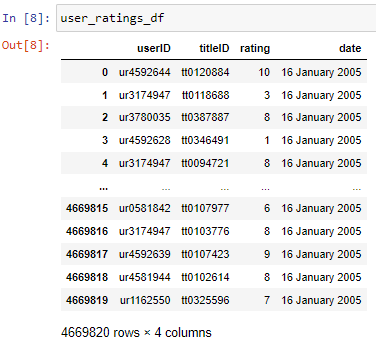 In [8]: user_ratings_df
Out[8]:
userID titleID rating date
0 ur4592644 tt0120884 10 16 January 2005
1 ur3174947 tt0118688 3 16 January 2005
2 ur3780035 tt0387887 8 16 January 2005
3 ur4592628 tt0346491 1 16 January 2005
4 ur3174947 tt0094721 8 16 January 2005
... ... ... ... ...
4669815 ur0581842 tt0107977 6 16 January 2005
4669816 ur3174947 tt0103776 8 16 January 2005
4669817 ur4592639 tt0107423 9 16 January 2005
4669818 ur4581944 tt0102614 8 16 January 2005
4669819 ur1162550 tt0325596 7 16 January 2005
4669820 rows × 4 columns